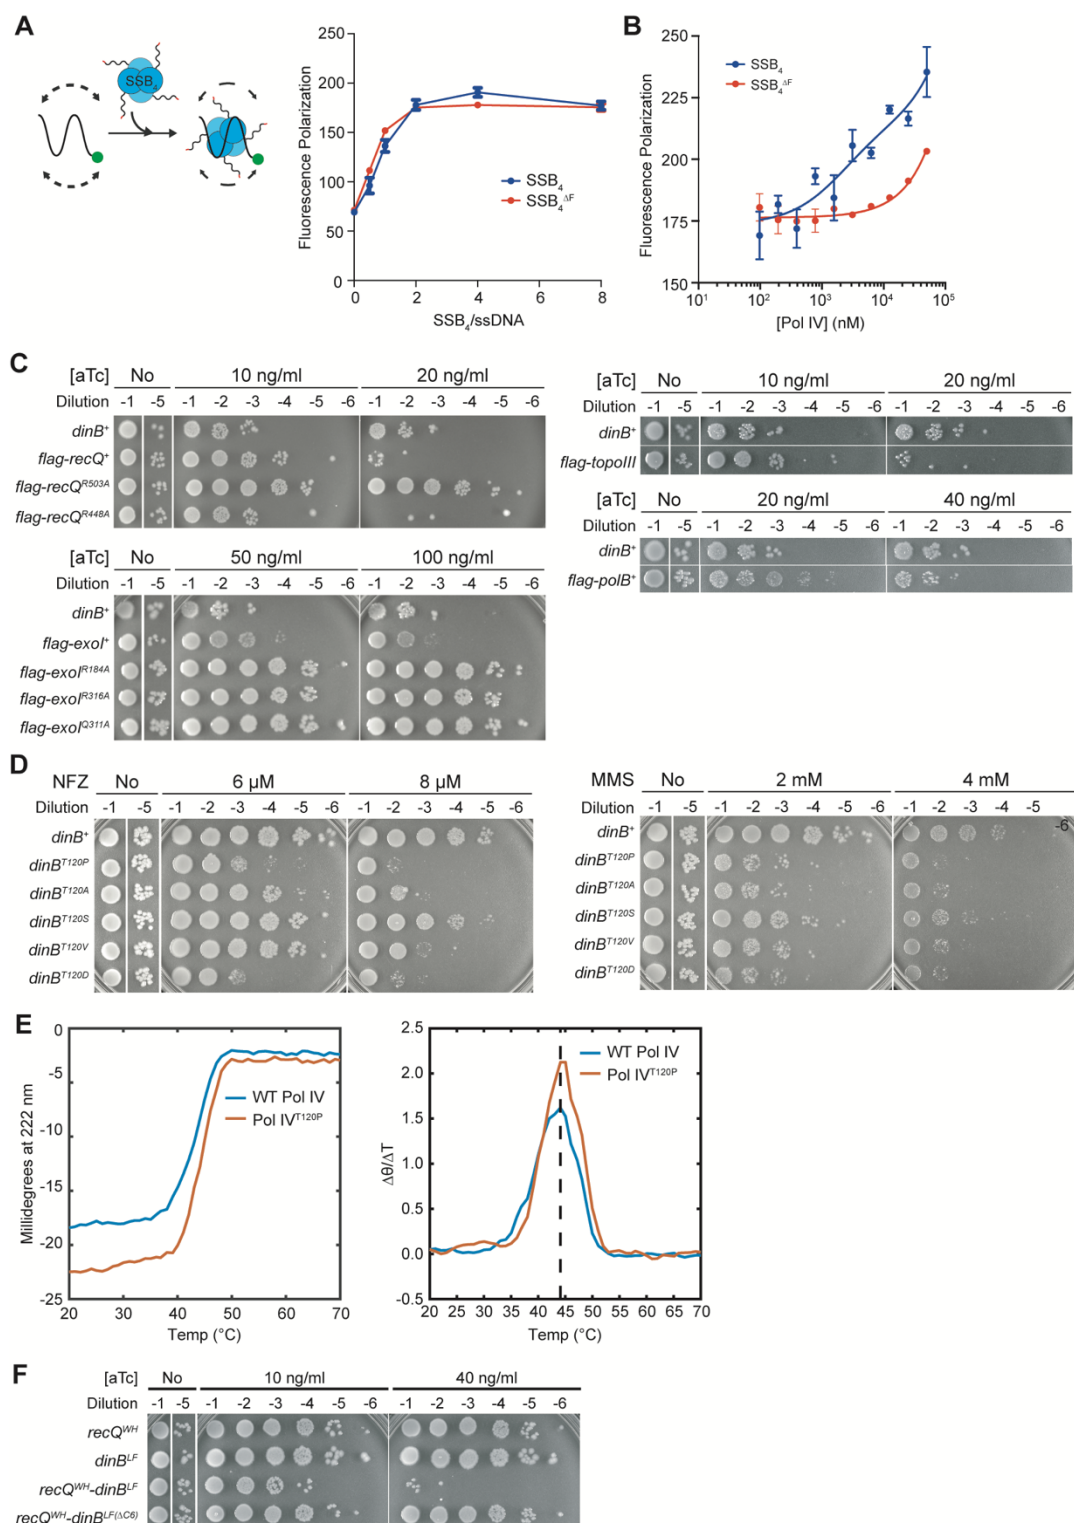 A
SSB4
250
200
150
100
50
0
Fluorescence Polarization
SSB4
SSB4ΔF
0 2 4 6 8
SSB4/ssDNA
B
250
225
200
175
150
Fluorescence Polarization
SSB4
SSB4ΔF
10^1 10^2 10^3 10^4 10^5
[Pol IV] (nM)
C
[aTc] No 10 ng/ml 20 ng/ml
Dilution -1 -5 -1 -2 -3 -4 -5 -6 -1 -2 -3 -4 -5 -6
dinB+
flag-recQ+
flag-recQR503A
flag-recQR448A
[aTc] No 50 ng/ml 100 ng/ml
Dilution -1 -5 -1 -2 -3 -4 -5 -6 -1 -2 -3 -4 -5 -6
dinB+
flag-exoI+
flag-exoIR184A
flag-exoIR316A
flag-exoIQ311A
[aTc] No 10 ng/ml 20 ng/ml
Dilution -1 -5 -1 -2 -3 -4 -5 -6 -1 -2 -3 -4 -5 -6
dinB+
flag-topoIII
[aTc] No 20 ng/ml 40 ng/ml
Dilution -1 -5 -1 -2 -3 -4 -5 -6 -1 -2 -3 -4 -5 -6
dinB+
flag-polB+
D
NFZ No 6 µM 8 µM
Dilution -1 -5 -1 -2 -3 -4 -5 -6 -1 -2 -3 -4 -5 -6
dinB+
dinBT120P
dinBT120A
dinBT120S
dinBT120V
dinBT120D
MMS No 2 mM 4 mM
Dilution -1 -5 -1 -2 -3 -4 -5 -6 -1 -2 -3 -4 -5
-6
dinB+
dinBT120P
dinBT120A
dinBT120S
dinBT120V
dinBT120D
E
0
-5
-10
-15
-20
-25
Millidegrees at 222 nm
WT Pol IV
Pol IVT120P
20 30 40 50 60 70
Temp (°C)
2.5
2.0
1.5
1.0
0.5
0.0
-0.5
Δθ/ΔT
WT Pol IV
Pol IVT120P
20 25 30 35 40 45 50 55 60 65 70
Temp (°C)
F
[aTc] No 10 ng/ml 40 ng/ml
Dilution -1 -5 -1 -2 -3 -4 -5 -6 -1 -2 -3 -4 -5 -6
recQWH
dinBLF
recQWH-dinBLF
recQWH-dinBLF(ΔC6)